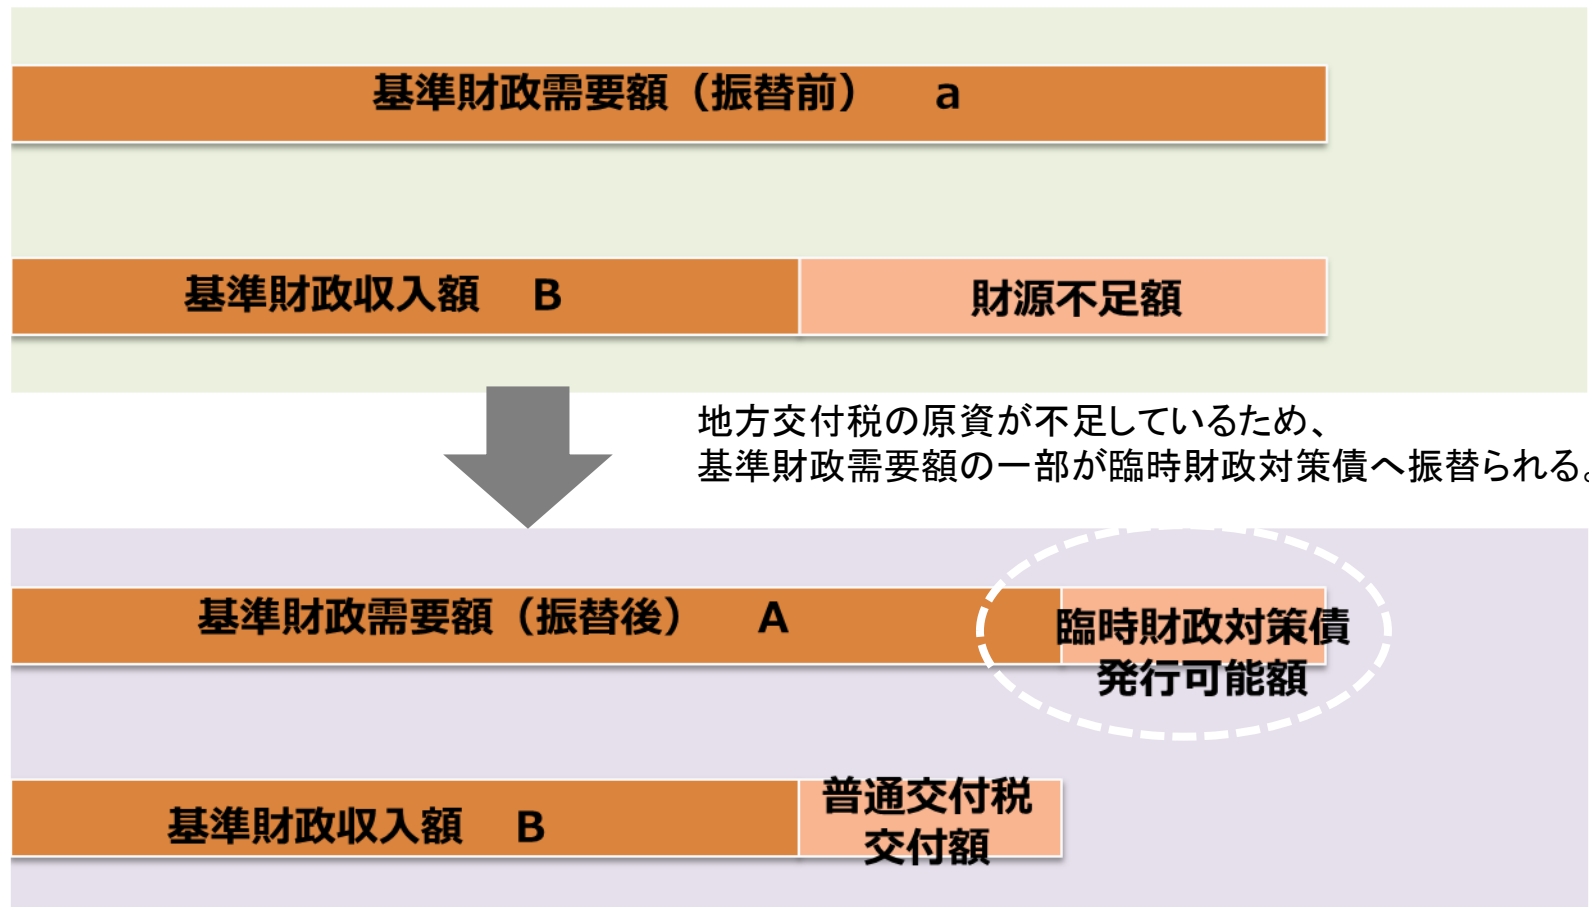 基準財政需要額（振替前）　a
基準財政収入額　B
財源不足額
地方交付税の原資が不足しているため、
基準財政需要額の一部が臨時財政対策債へ振替られる。
基準財政需要額（振替後）　A
臨時財政対策債
発行可能額
基準財政収入額　B
普通交付税
交付額